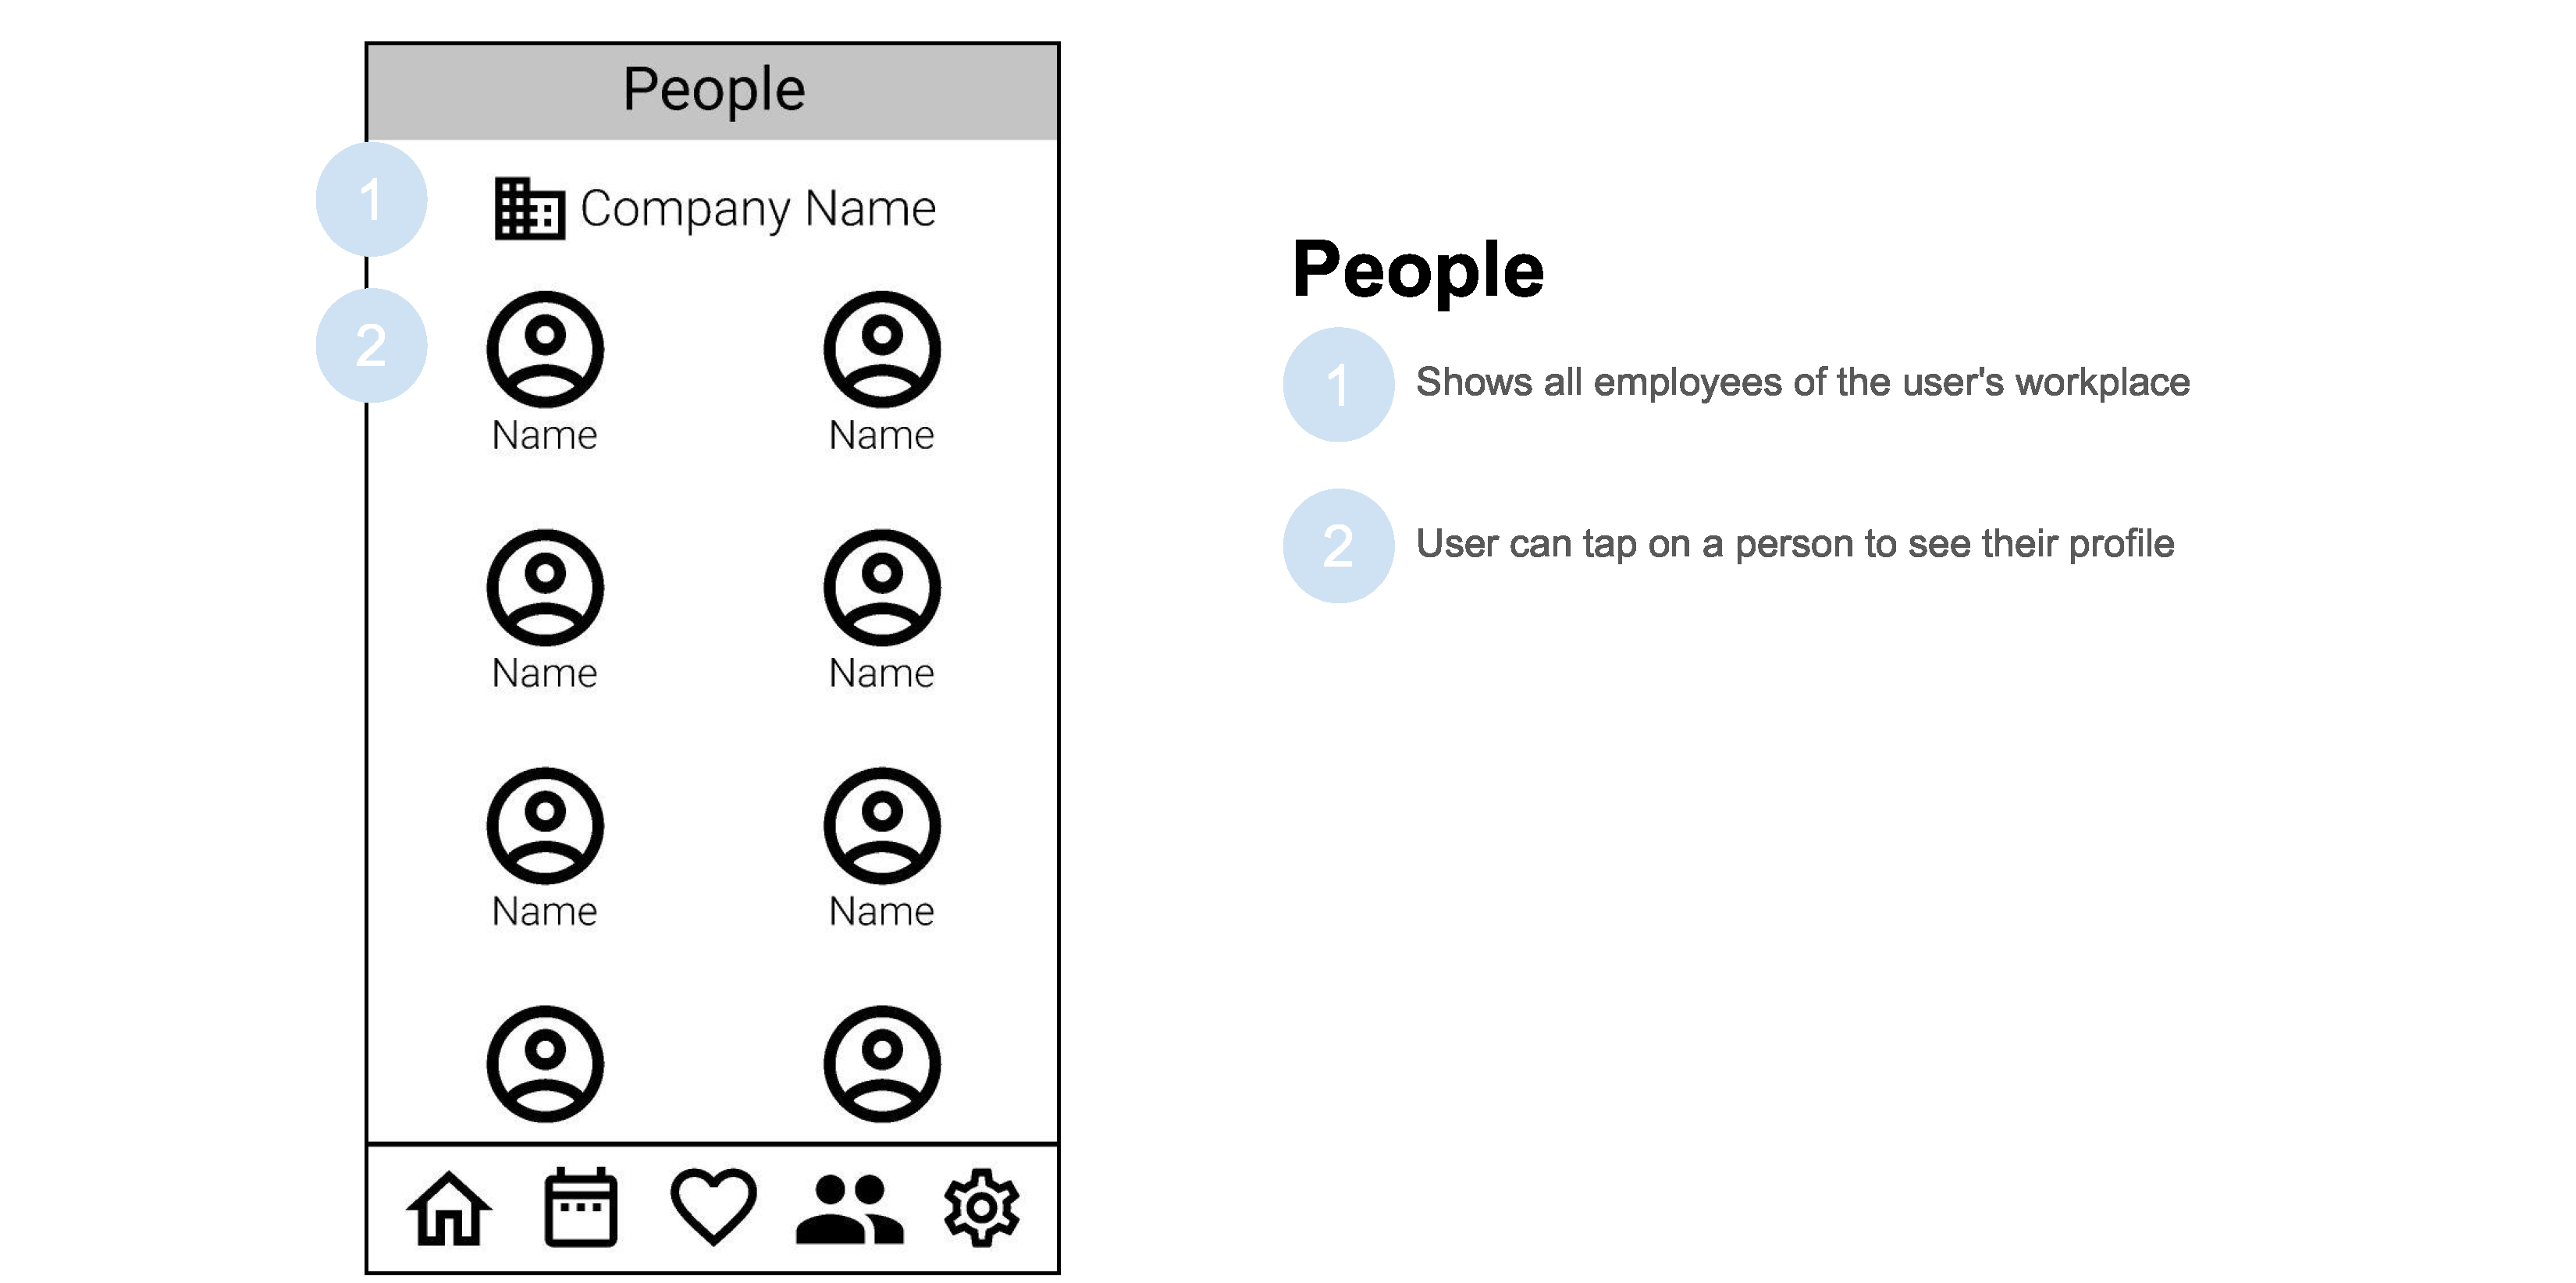 People
1
Company Name
2
Name Name
Name Name
Name Name
People
1 Shows all employees of the user's workplace
2 User can tap on a person to see their profile